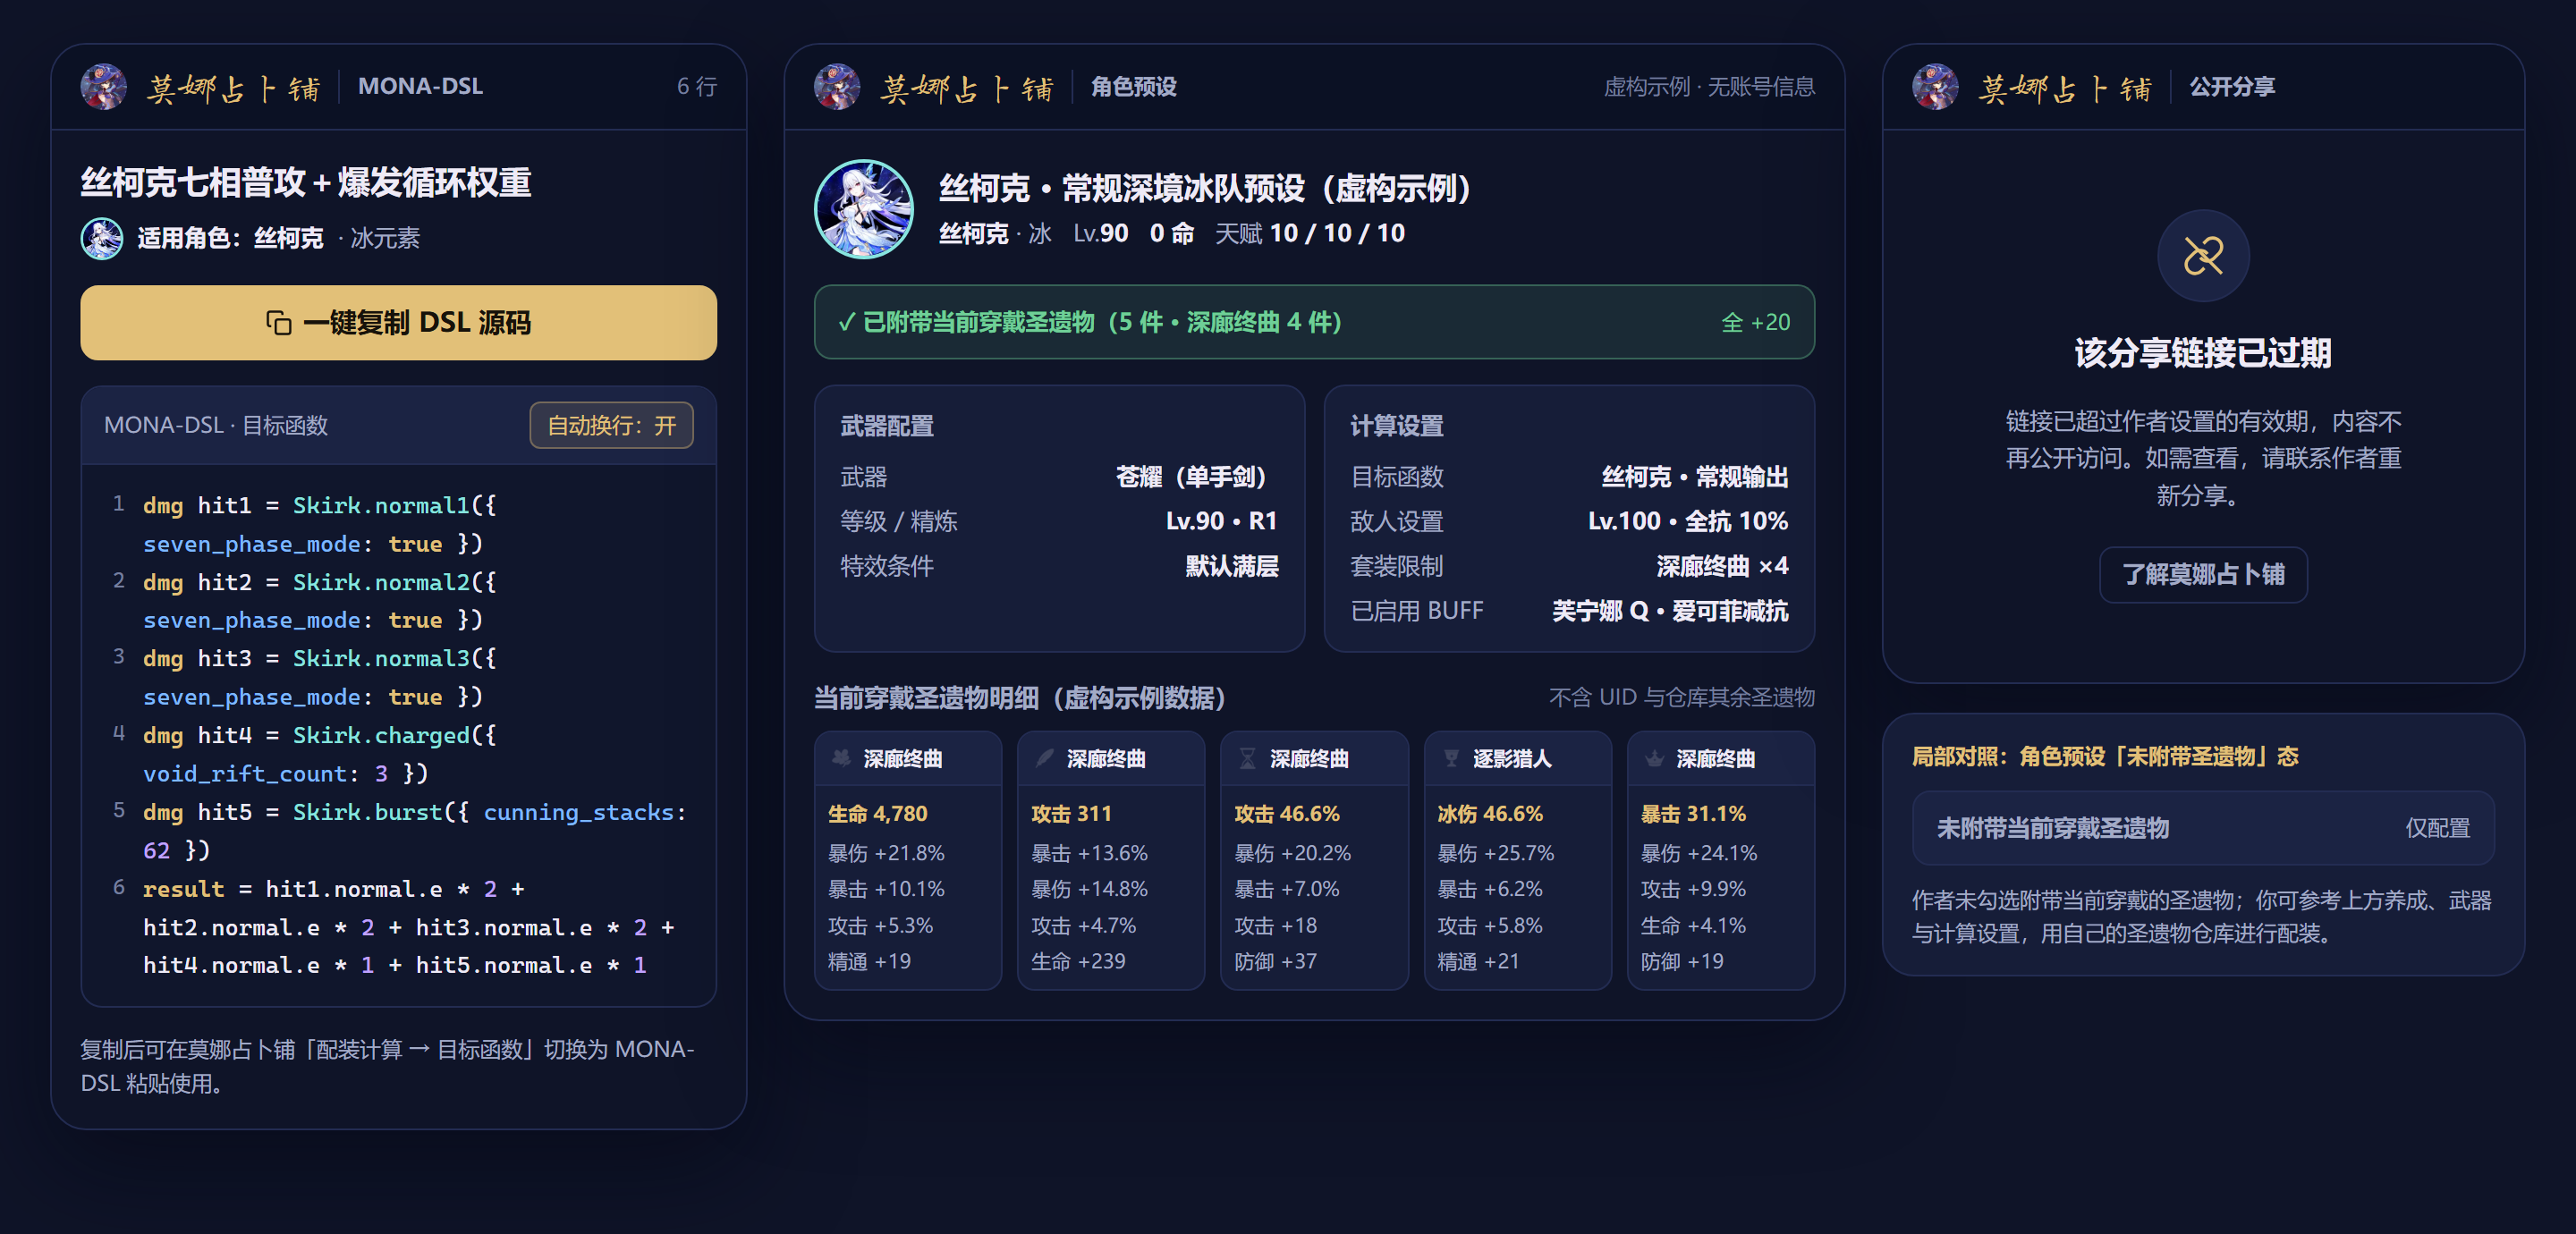 莫娜占卜铺 MONA-DSL 6 行
丝柯克七相普攻 + 爆发循环权重
适用角色：丝柯克 · 冰元素
一键复制 DSL 源码
MONA-DSL · 目标函数 自动换行：开
1 dmg hit1 = Skirk.normal1({
seven_phase_mode: true })
2 dmg hit2 = Skirk.normal2({
seven_phase_mode: true })
3 dmg hit3 = Skirk.normal3({
seven_phase_mode: true })
4 dmg hit4 = Skirk.charged({
void_rift_count: 3 })
5 dmg hit5 = Skirk.burst({ cunning_stacks:
62 })
6 result = hit1.normal.e * 2 +
hit2.normal.e * 2 + hit3.normal.e * 2 +
hit4.normal.e * 1 + hit5.normal.e * 1
复制后可在莫娜占卜铺「配装计算 → 目标函数」切换为 MONA-
DSL 粘贴使用。
莫娜占卜铺 角色预设 虚构示例 · 无账号信息
丝柯克 • 常规深境冰队预设（虚构示例）
丝柯克 · 冰 Lv.90 0 命 天赋 10 / 10 / 10
✓ 已附带当前穿戴圣遗物（5 件 • 深廊终曲 4 件） 全 +20
武器配置
武器 苍耀（单手剑）
等级 / 精炼 Lv.90 • R1
特效条件 默认满层
计算设置
目标函数 丝柯克 • 常规输出
敌人设置 Lv.100 • 全抗 10%
套装限制 深廊终曲 ×4
已启用 BUFF 芙宁娜 Q • 爱可菲减抗
当前穿戴圣遗物明细（虚构示例数据） 不含 UID 与仓库其余圣遗物
深廊终曲
生命 4,780
暴伤 +21.8%
暴击 +10.1%
攻击 +5.3%
精通 +19
深廊终曲
攻击 311
暴击 +13.6%
暴伤 +14.8%
攻击 +4.7%
生命 +239
深廊终曲
攻击 46.6%
暴伤 +20.2%
暴击 +7.0%
攻击 +18
防御 +37
逐影猎人
冰伤 46.6%
暴伤 +25.7%
暴击 +6.2%
攻击 +5.8%
精通 +21
深廊终曲
暴击 31.1%
暴伤 +24.1%
攻击 +9.9%
生命 +4.1%
防御 +19
莫娜占卜铺 公开分享
该分享链接已过期
链接已超过作者设置的有效期，内容不
再公开访问。如需查看，请联系作者重
新分享。
了解莫娜占卜铺
局部对照：角色预设「未附带圣遗物」态
未附带当前穿戴圣遗物 仅配置
作者未勾选附带当前穿戴的圣遗物；你可参考上方养成、武器
与计算设置，用自己的圣遗物仓库进行配装。